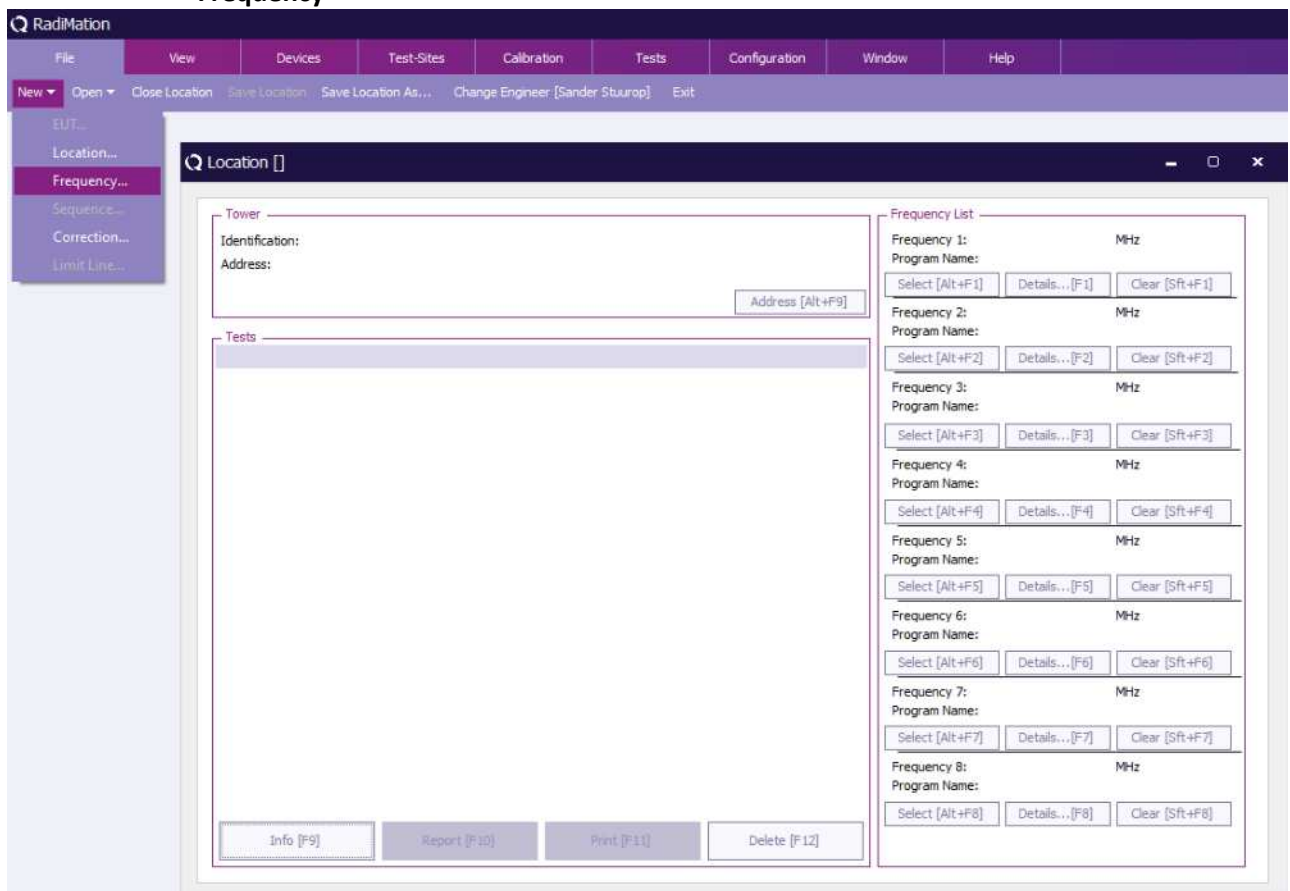 Frequency
RadiMation
File View Devices Test-Sites Calibration Tests Configuration Window Help
New Open Close Location Save Location Save Location As... Change Engineer [Sander Stuurop] Exit
EUT...
Location...
Frequency...
Sequence...
Correction...
Limit Line...
Location []
Tower
Identification:
Address:
Address [Alt+F9]
Tests
Info [F9] Report [F10] Print [F11] Delete [F12]
Frequency List
Frequency 1: MHz
Program Name:
Select [Alt+F1] Details...[F1] Clear [Sft+F1]
Frequency 2: MHz
Program Name:
Select [Alt+F2] Details...[F2] Clear [Sft+F2]
Frequency 3: MHz
Program Name:
Select [Alt+F3] Details...[F3] Clear [Sft+F3]
Frequency 4: MHz
Program Name:
Select [Alt+F4] Details...[F4] Clear [Sft+F4]
Frequency 5: MHz
Program Name:
Select [Alt+F5] Details...[F5] Clear [Sft+F5]
Frequency 6: MHz
Program Name:
Select [Alt+F6] Details...[F6] Clear [Sft+F6]
Frequency 7: MHz
Program Name:
Select [Alt+F7] Details...[F7] Clear [Sft+F7]
Frequency 8: MHz
Program Name:
Select [Alt+F8] Details...[F8] Clear [Sft+F8]